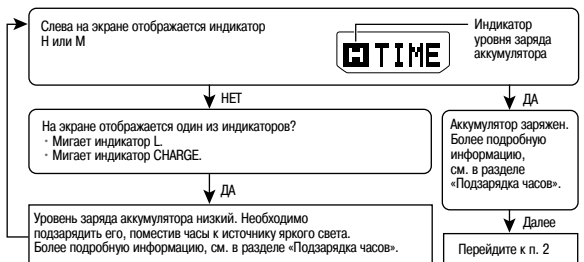 Слева на экране отображается индикатор
H или M
H TIME
Индикатор
уровня заряда
аккумулятора
НЕТ
ДА
На экране отображается один из индикаторов?
· Мигает индикатор L.
· Мигает индикатор CHARGE.
Аккумулятор заряжен.
Более подробную
информацию,
см. в разделе
«Подзарядка часов».
ДА
Уровень заряда аккумулятора низкий. Необходимо
подзарядить его, поместив часы к источнику яркого света.
Более подробную информацию, см. в разделе «Подзарядка часов».
Далее
Перейдите к п. 2